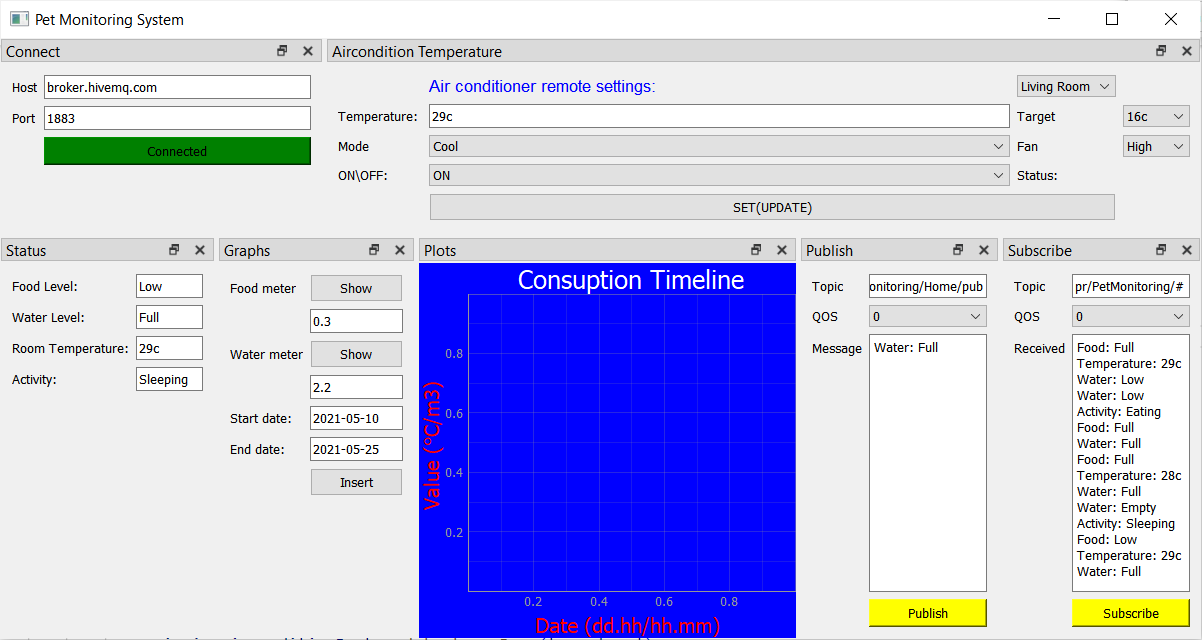 Pet Monitoring System
Connect
Aircondition Temperature
Host broker.hivemq.com
Port 1883
Connected
Air conditioner remote settings:
Living Room
Temperature: 29c
Target 16c
Mode Cool
Fan High
ON\OFF: ON
Status:
SET(UPDATE)
Status
Food Level: Low
Water Level: Full
Room Temperature: 29c
Activity: Sleeping
Graphs
Food meter Show
0.3
Water meter Show
2.2
Start date: 2021-05-10
End date: 2021-05-25
Insert
Plots
Consuption Timeline
Value (°C/m3)
0.8
0.6
0.4
0.2
0.2 0.4 0.6 0.8
Date (dd.hh/hh.mm)
Publish
Topic onitoring/Home/pub
QOS 0
Message Water: Full
Publish
Subscribe
Topic pr/PetMonitoring/#
QOS 0
Received Food: Full
Temperature: 29c
Water: Low
Water: Low
Activity: Eating
Food: Full
Water: Full
Food: Full
Temperature: 28c
Water: Full
Water: Empty
Activity: Sleeping
Food: Low
Temperature: 29c
Water: Full
Subscribe